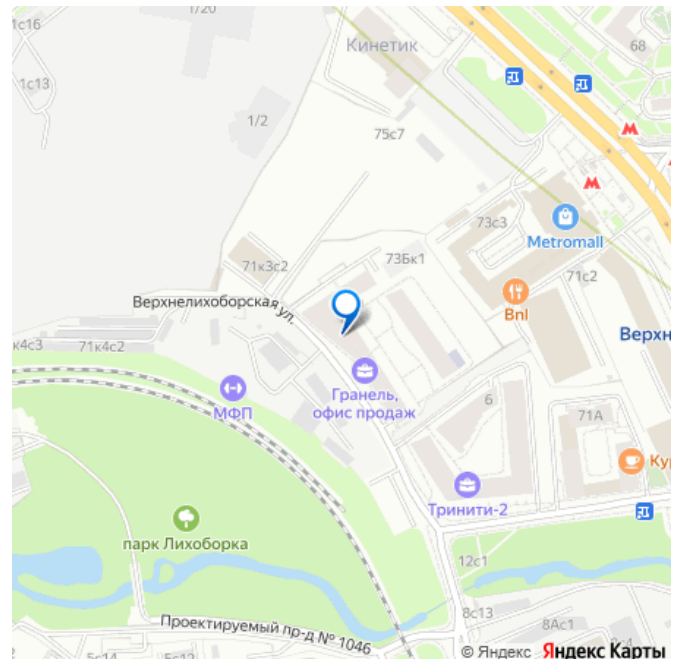 1с16
1/20
Кинетик
68
1с13
1/2
75с7
М
М
73с3
Metromall
71к3с2
73Бк1
71с2
Верхнелихоборская ул.
Bnl
Верхн
к4с3
71к4с2
МФП
Гранель,
офис продаж
6
71А
Ку
Тринити-2
парк Лихоборка
12с1
8с13
Проектируемый пр-д № 1046
8Ас1
5с14
5с12
© Яндекс
Яндекс Карты